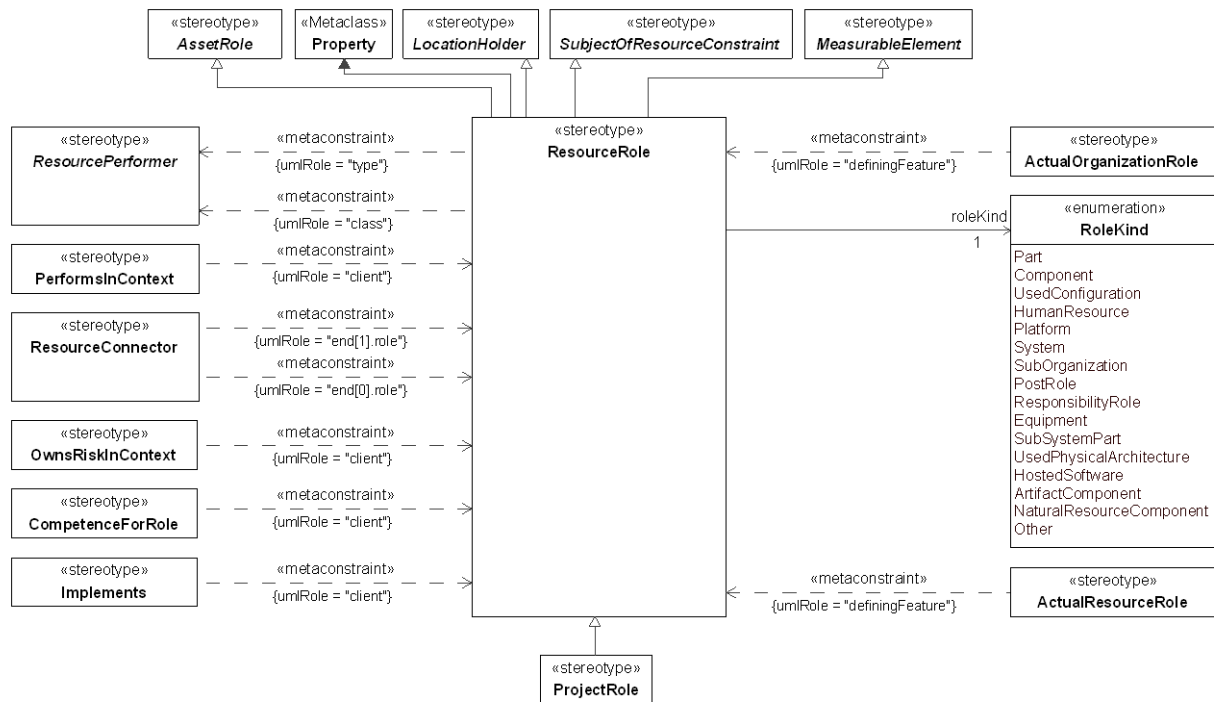 «stereotype»
AssetRole
«Metaclass»
Property
«stereotype»
LocationHolder
«stereotype»
SubjectOfResourceConstraint
«stereotype»
MeasurableElement
«stereotype»
ResourcePerformer
«metaconstraint»
{umlRole = "type"}
«metaconstraint»
{umlRole = "class"}
«stereotype»
PerformsInContext
«metaconstraint»
{umlRole = "client"}
«stereotype»
ResourceConnector
«metaconstraint»
{umlRole = "end[1].role"}
«metaconstraint»
{umlRole = "end[0].role"}
«stereotype»
OwnsRiskInContext
«metaconstraint»
{umlRole = "client"}
«stereotype»
CompetenceForRole
«metaconstraint»
{umlRole = "client"}
«stereotype»
Implements
«metaconstraint»
{umlRole = "client"}
«stereotype»
ResourceRole
«stereotype»
ProjectRole
«metaconstraint»
{umlRole = "definingFeature"}
«stereotype»
ActualOrganizationRole
roleKind
1
«enumeration»
RoleKind
Part
Component
UsedConfiguration
HumanResource
Platform
System
SubOrganization
PostRole
ResponsibilityRole
Equipment
SubSystemPart
UsedPhysicalArchitecture
HostedSoftware
ArtifactComponent
NaturalResourceComponent
Other
«metaconstraint»
{umlRole = "definingFeature"}
«stereotype»
ActualResourceRole